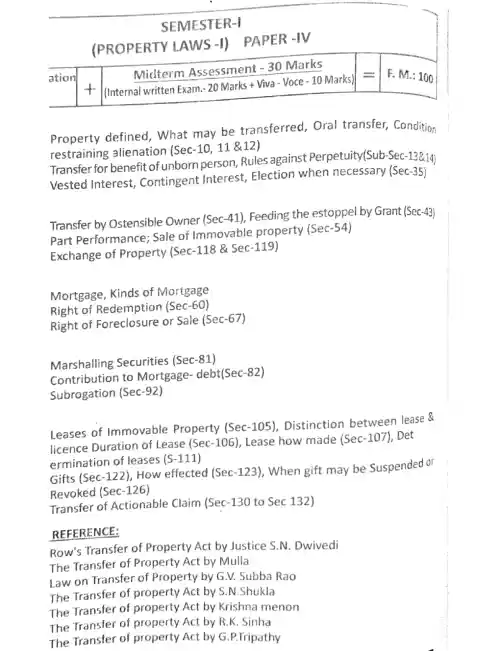 SEMESTER-I
(PROPERTY LAWS -I) PAPER -IV
ation + Midterm Assessment - 30 Marks = F. M.: 100
(Internal written Exam.- 20 Marks + Viva - Voce - 10 Marks)
Property defined, What may be transferred, Oral transfer, Condition
restraining alienation (Sec-10, 11 &12)
Transfer for benefit of unborn person, Rules against Perpetuity(Sub-Sec-13&14)
Vested Interest, Contingent Interest, Election when necessary (Sec-35)
Transfer by Ostensible Owner (Sec-41), Feeding the estoppel by Grant (Sec-43)
Part Performance; Sale of Immovable property (Sec-54)
Exchange of Property (Sec-118 & Sec-119)
Mortgage, Kinds of Mortgage
Right of Redemption (Sec-60)
Right of Foreclosure or Sale (Sec-67)
Marshalling Securities (Sec-81)
Contribution to Mortgage- debt(Sec-82)
Subrogation (Sec-92)
Leases of Immovable Property (Sec-105), Distinction between lease &
licence Duration of Lease (Sec-106), Lease how made (Sec-107), Det
ermination of leases (S-111)
Gifts (Sec-122), How effected (Sec-123), When gift may be Suspended or
Revoked (Sec-126)
Transfer of Actionable Claim (Sec-130 to Sec 132)
REFERENCE:
Row's Transfer of Property Act by Justice S.N. Dwivedi
The Transfer of Property Act by Mulla
Law on Transfer of Property by G.V. Subba Rao
The Transfer of property Act by S.N.Shukla
The Transfer of property Act by Krishna menon
The Transfer of property Act by R.K. Sinha
The Transfer of property Act by G.P.Tripathy